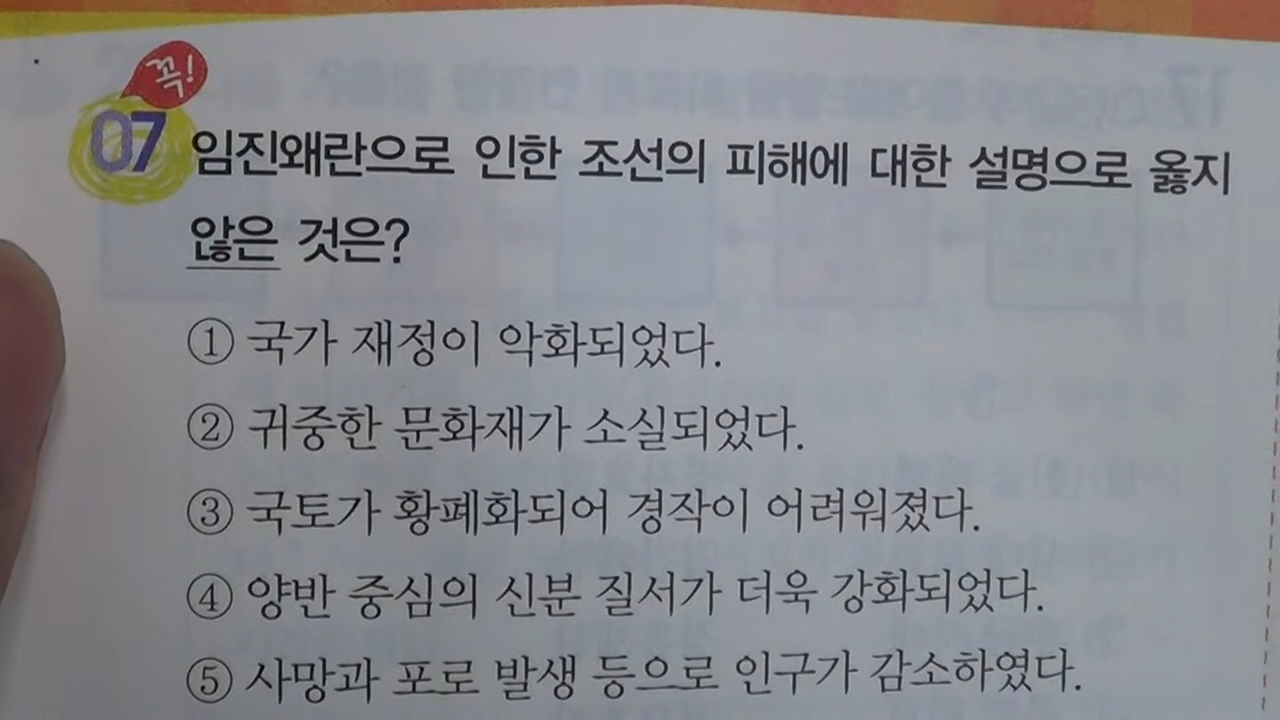 꼭!
07 임진왜란으로 인한 조선의 피해에 대한 설명으로 옳지
않은 것은?
① 국가 재정이 악화되었다.
② 귀중한 문화재가 소실되었다.
③ 국토가 황폐화되어 경작이 어려워졌다.
④ 양반 중심의 신분 질서가 더욱 강화되었다.
⑤ 사망과 포로 발생 등으로 인구가 감소하였다.